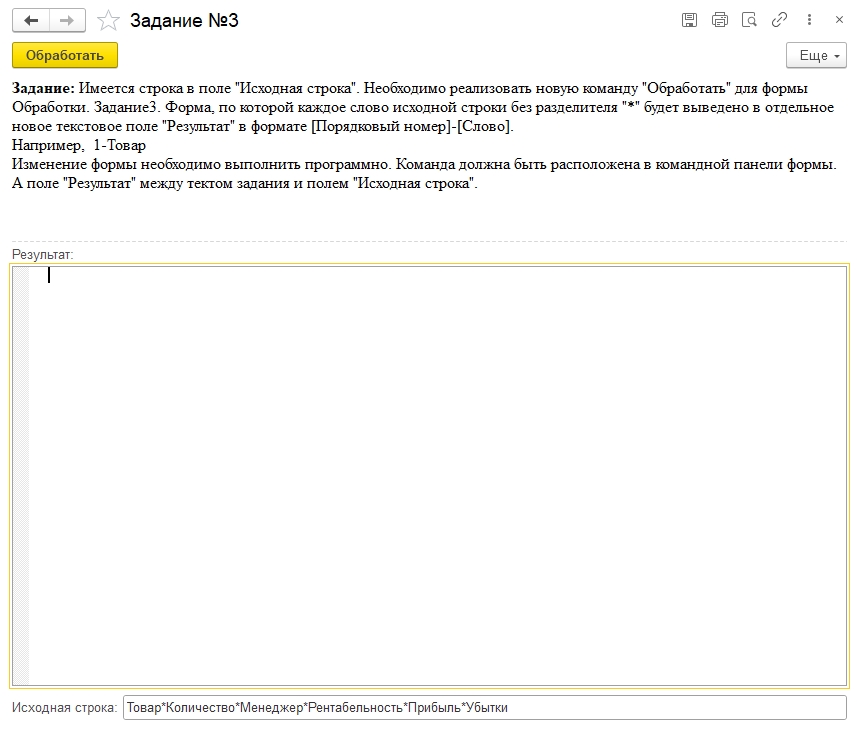 Задание №3
Обработать
Еще
Задание: Имеется строка в поле "Исходная строка". Необходимо реализовать новую команду "Обработать" для формы
Обработки. Задание3. Форма, по которой каждое слово исходной строки без разделителя "*" будет выведено в отдельное
новое текстовое поле "Результат" в формате [Порядковый номер]-[Слово].
Например,  1-Товар
Изменение формы необходимо выполнить программно. Команда должна быть расположена в командной панели формы.
А поле "Результат" между тектом задания и полем "Исходная строка".
Результат:
Исходная строка: Товар*Количество*Менеджер*Рентабельность*Прибыль*Убытки